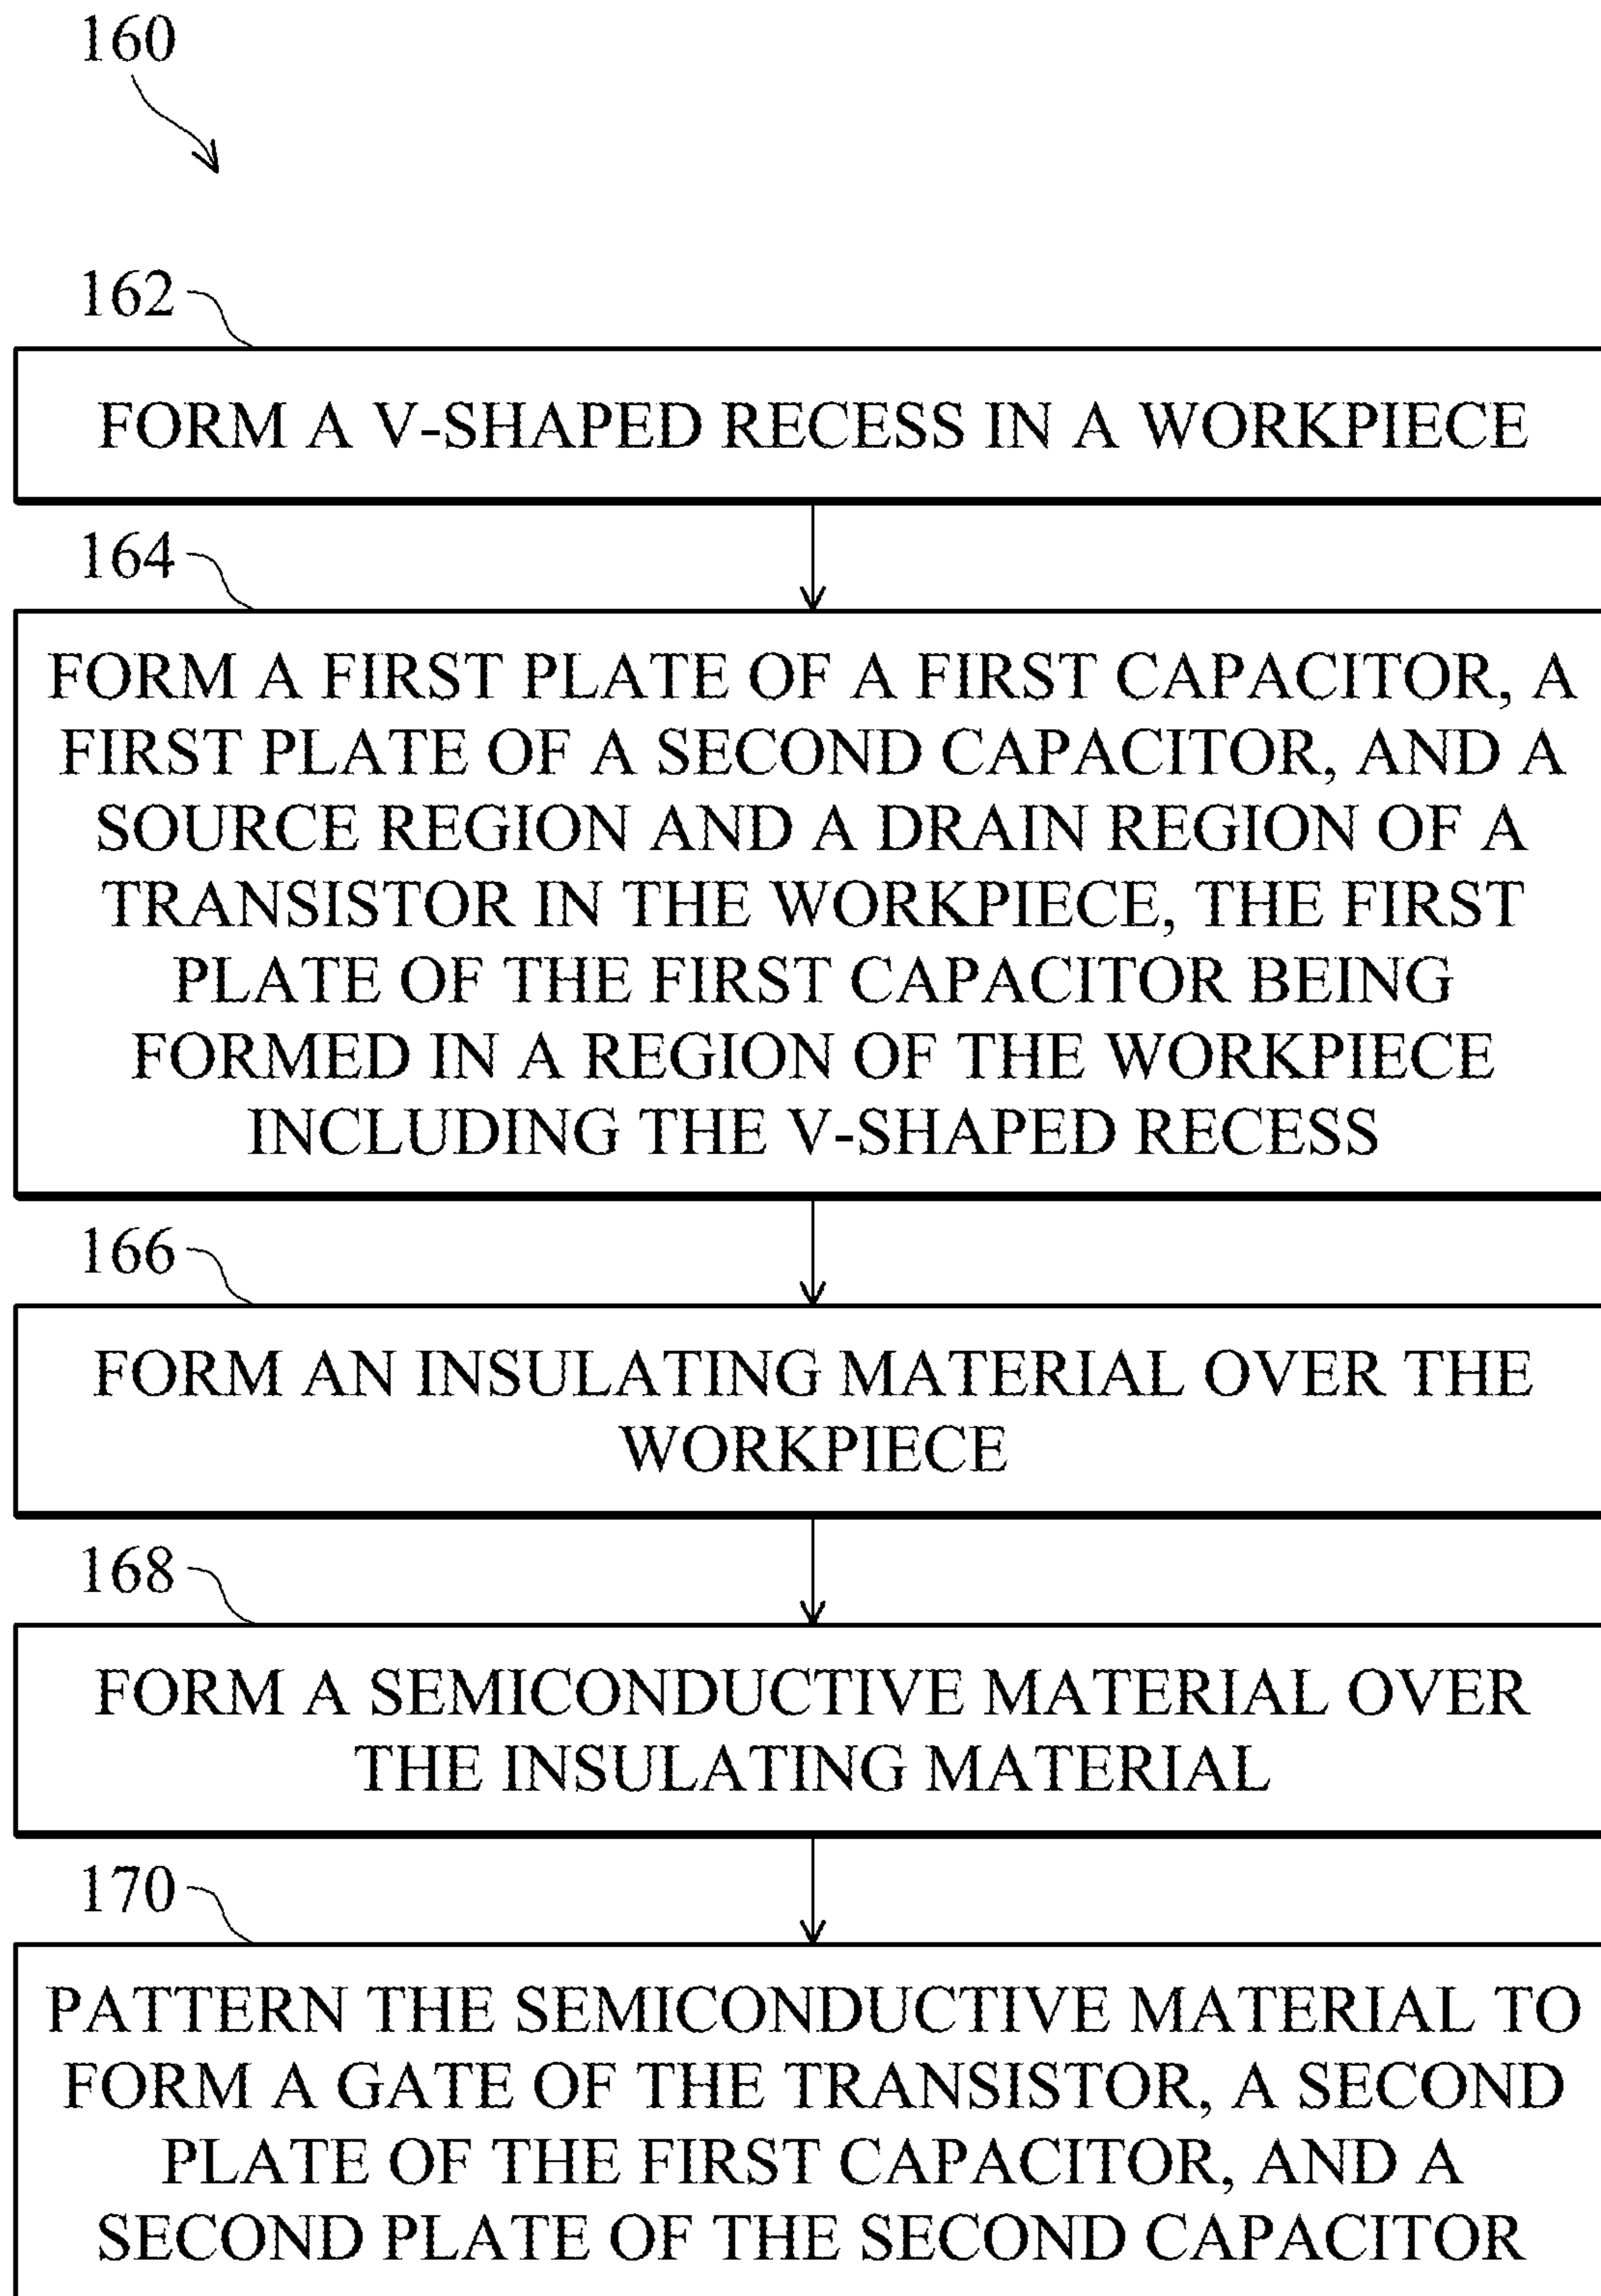 160
162
FORM A V-SHAPED RECESS IN A WORKPIECE
164
FORM A FIRST PLATE OF A FIRST CAPACITOR, A
FIRST PLATE OF A SECOND CAPACITOR, AND A
SOURCE REGION AND A DRAIN REGION OF A
TRANSISTOR IN THE WORKPIECE, THE FIRST
PLATE OF THE FIRST CAPACITOR BEING
FORMED IN A REGION OF THE WORKPIECE
INCLUDING THE V-SHAPED RECESS
166
FORM AN INSULATING MATERIAL OVER THE
WORKPIECE
168
FORM A SEMICONDUCTIVE MATERIAL OVER
THE INSULATING MATERIAL
170
PATTERN THE SEMICONDUCTIVE MATERIAL TO
FORM A GATE OF THE TRANSISTOR, A SECOND
PLATE OF THE FIRST CAPACITOR, AND A
SECOND PLATE OF THE SECOND CAPACITOR